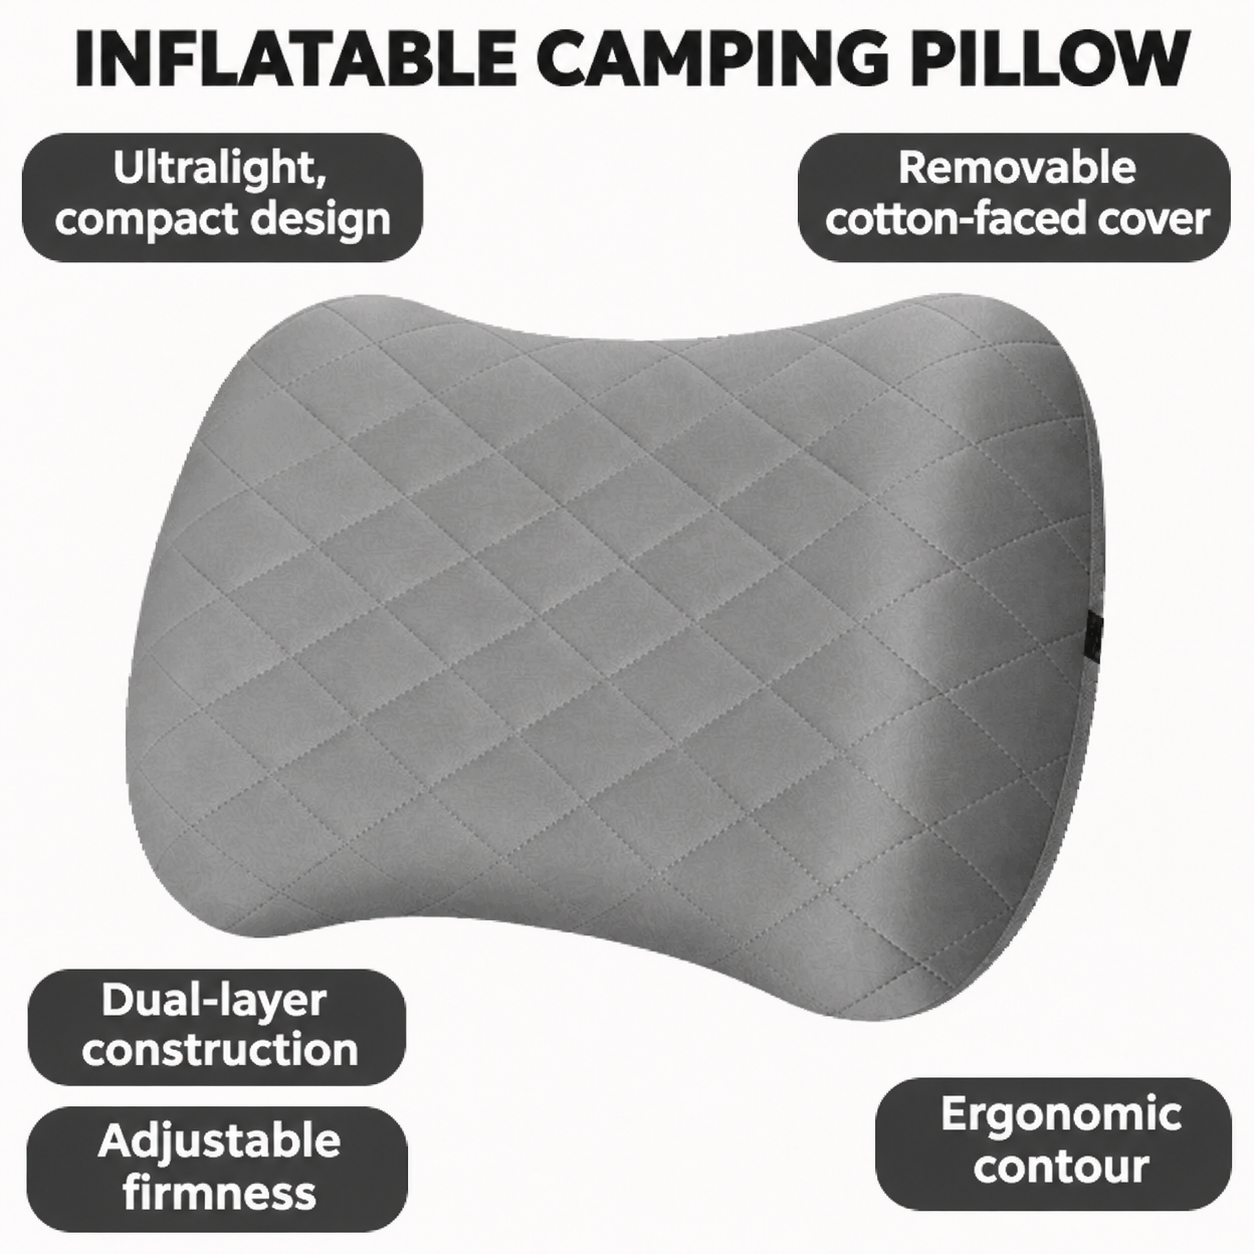 INFLATABLE CAMPING PILLOW
Ultralight,
compact design
Removable
cotton-faced cover
Dual-layer
construction
Adjustable
firmness
Ergonomic
contour